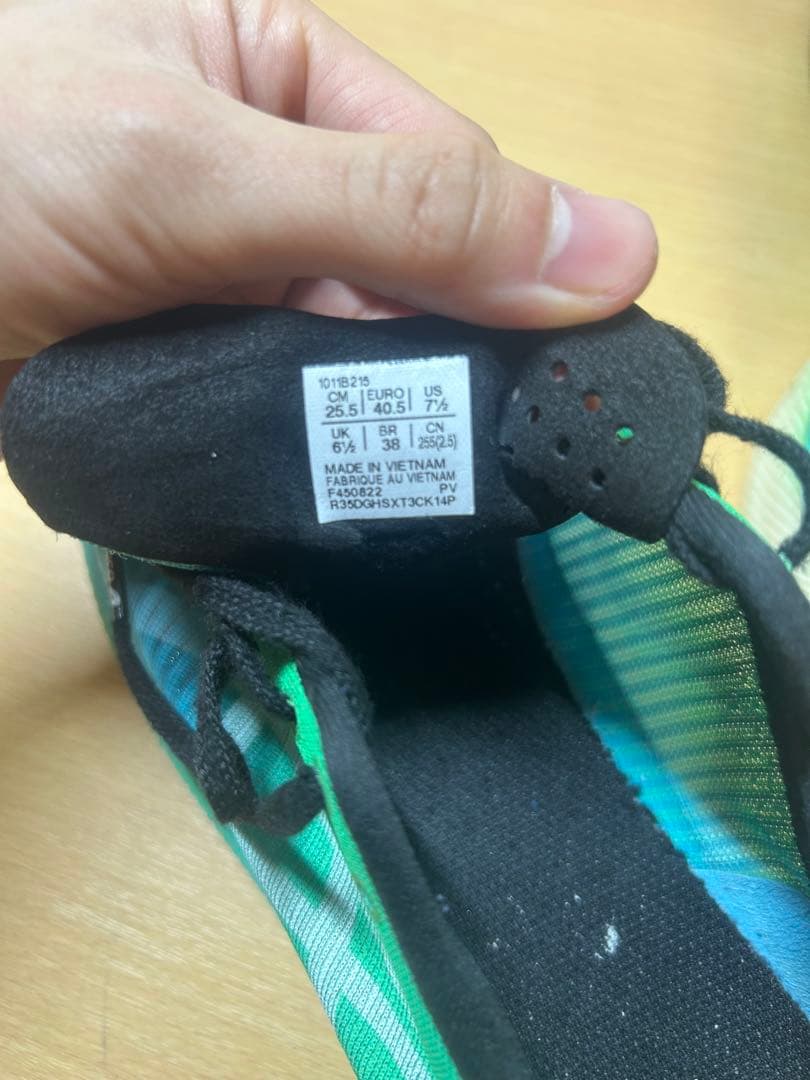 1011B215
CM EURO US
25.5 40.5 7½
UK BR CN
6½ 38 255(2.5)
MADE IN VIETNAM
FABRIQUE AU VIETNAM
F450822 PV
R35DGHSXT3CK14P